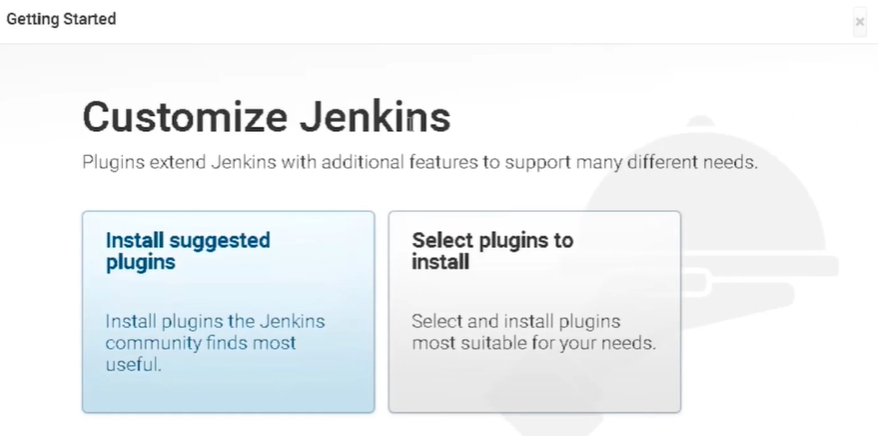 Getting Started
Customize Jenkins
Plugins extend Jenkins with additional features to support many different needs.
Install suggested
plugins
Install plugins the Jenkins
community finds most
useful.
Select plugins to
install
Select and install plugins
most suitable for your needs.